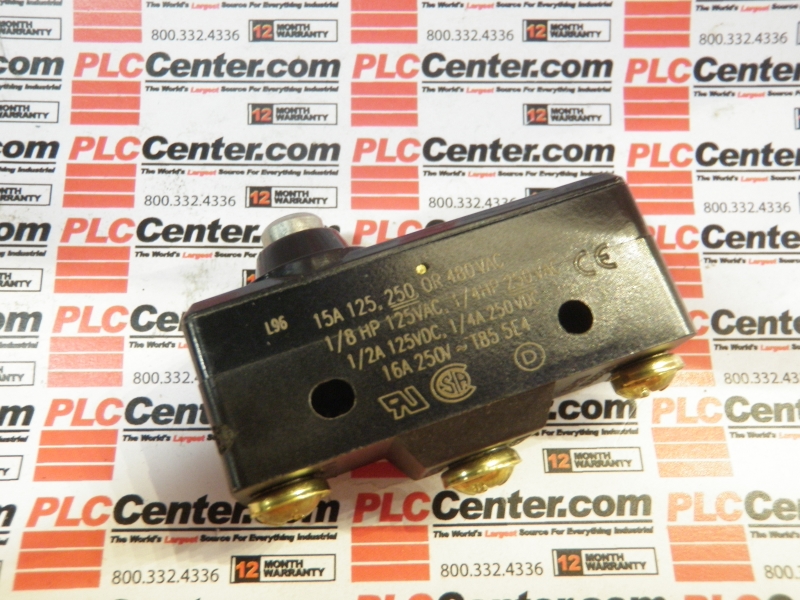 PLCCenter.com
The World's Largest Source For Everything Industrial
800.332.4336
12 MONTH WARRANTY
L96
15A 125, 250 OR 480VAC
1/8 HP 125VAC, 1/4HP 250VAC
1/2A 125VDC, 1/4A 250VDC
16A 250V ~ T85 5E4
CE
D